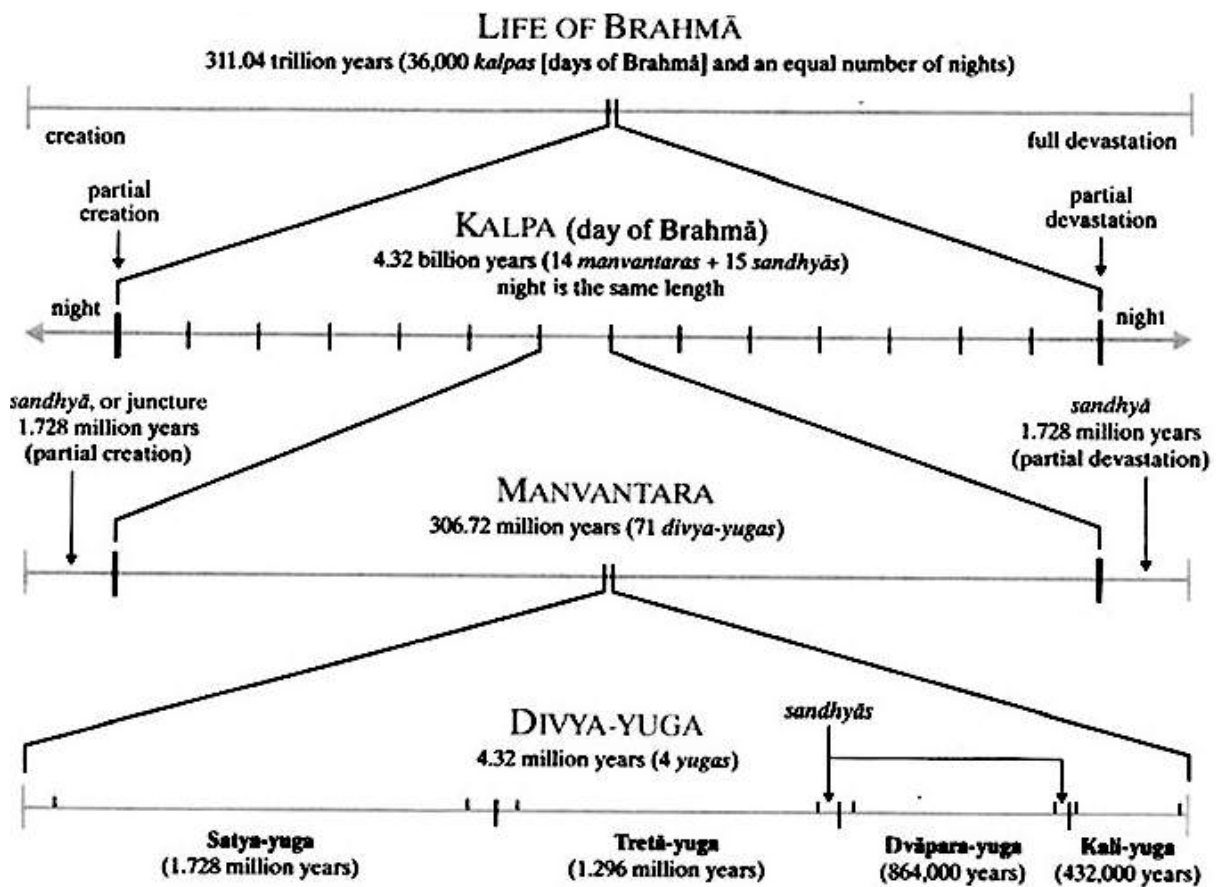 LIFE OF BRAHMĀ
311.04 trillion years (36,000 kalpas [days of Brahmā] and an equal number of nights)
creation
full devastation
partial
creation
partial
devastation
KALPA (day of Brahmā)
4.32 billion years (14 manvantaras + 15 sandhyās)
night is the same length
night
night
sandhyā, or juncture
1.728 million years
(partial creation)
sandhyā
1.728 million years
(partial devastation)
MANVANTARA
306.72 million years (71 divya-yugas)
DIVYA-YUGA
4.32 million years (4 yugas)
sandhyās
Satya-yuga
(1.728 million years)
Tretā-yuga
(1.296 million years)
Dvāpara-yuga
(864,000 years)
Kali-yuga
(432,000 years)